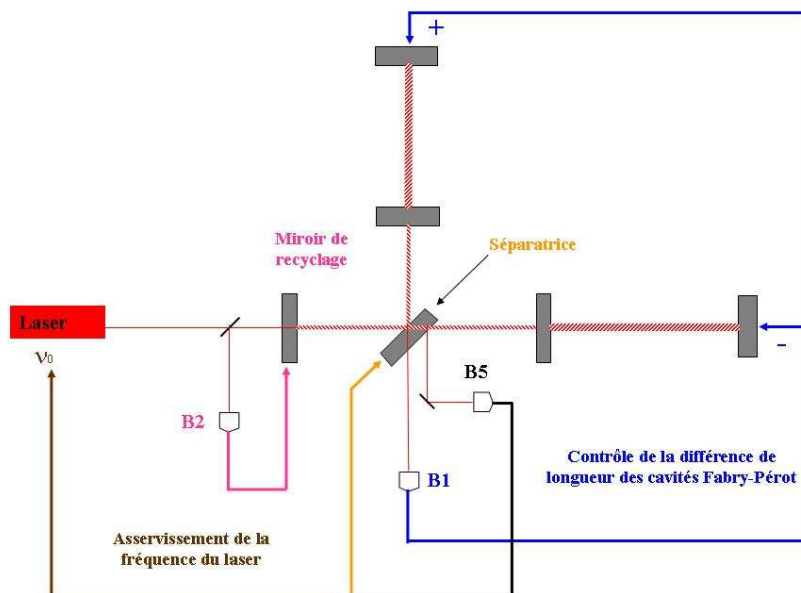 +
Miroir de
recyclage
Séparatrice
Laser
ν0
-
B5
B2
B1
Contrôle de la différence de
longueur des cavités Fabry-Pérot
Asservissement de la
fréquence du laser